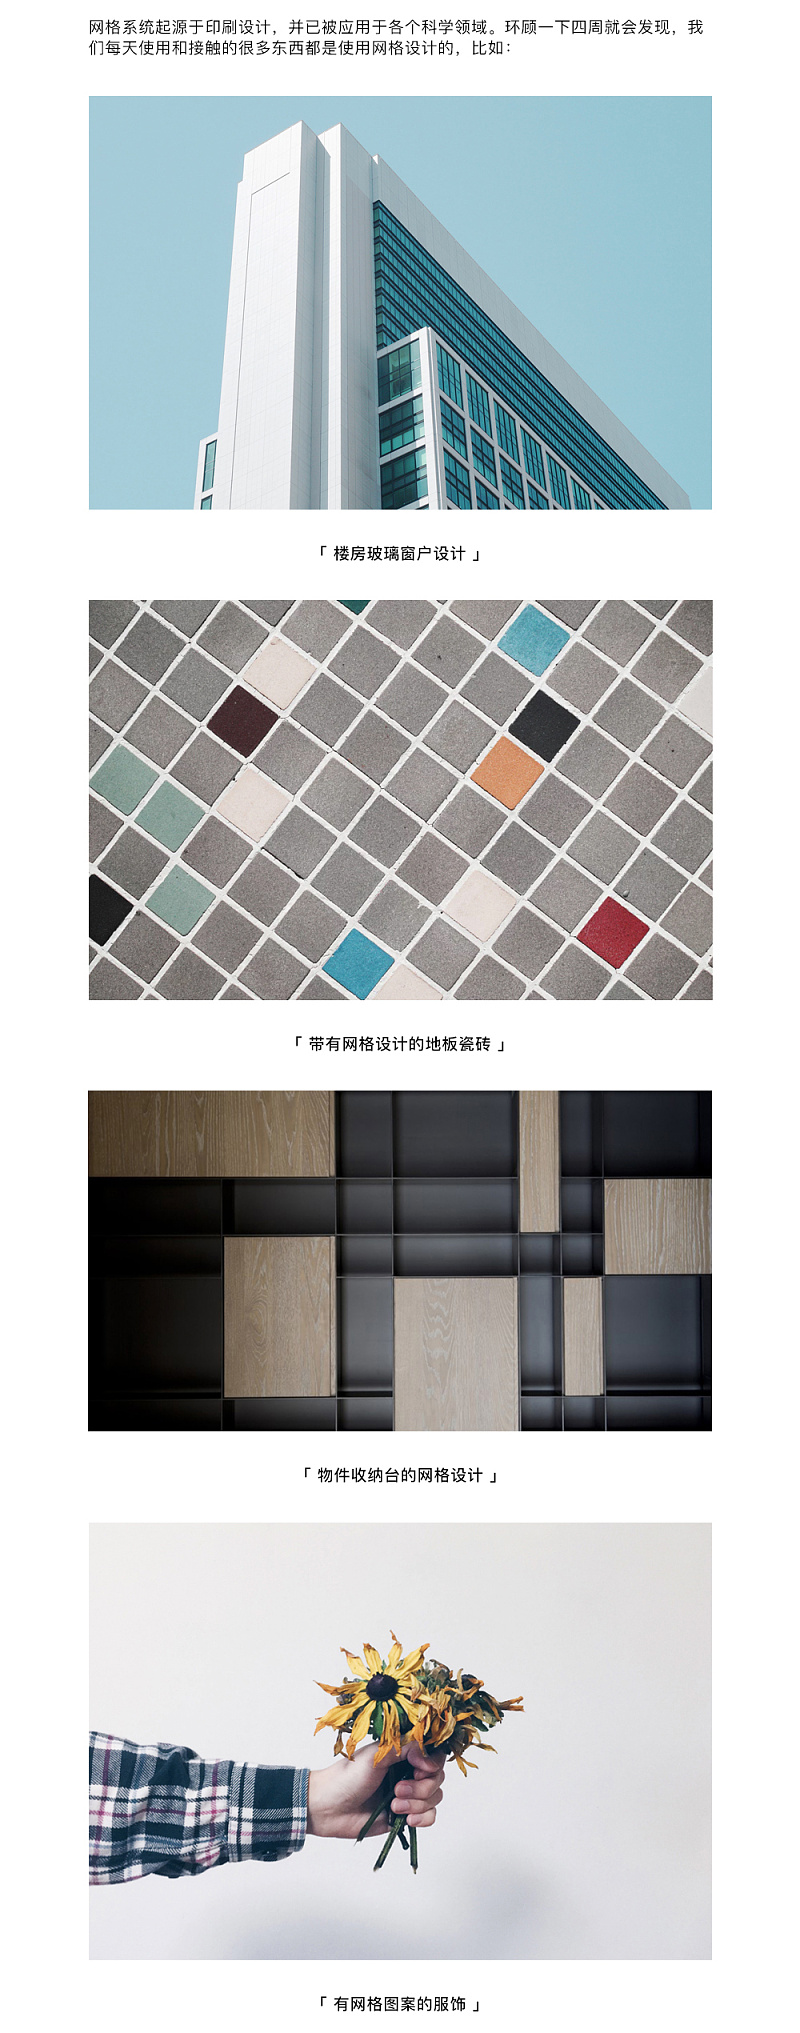 网格系统起源于印刷设计，并已被应用于各个科学领域。环顾一下四周就会发现，我
们每天使用和接触的很多东西都是使用网格设计的，比如：
「 楼房玻璃窗户设计 」
「 带有网格设计的地板瓷砖 」
「 物件收纳台的网格设计 」
「 有网格图案的服饰 」